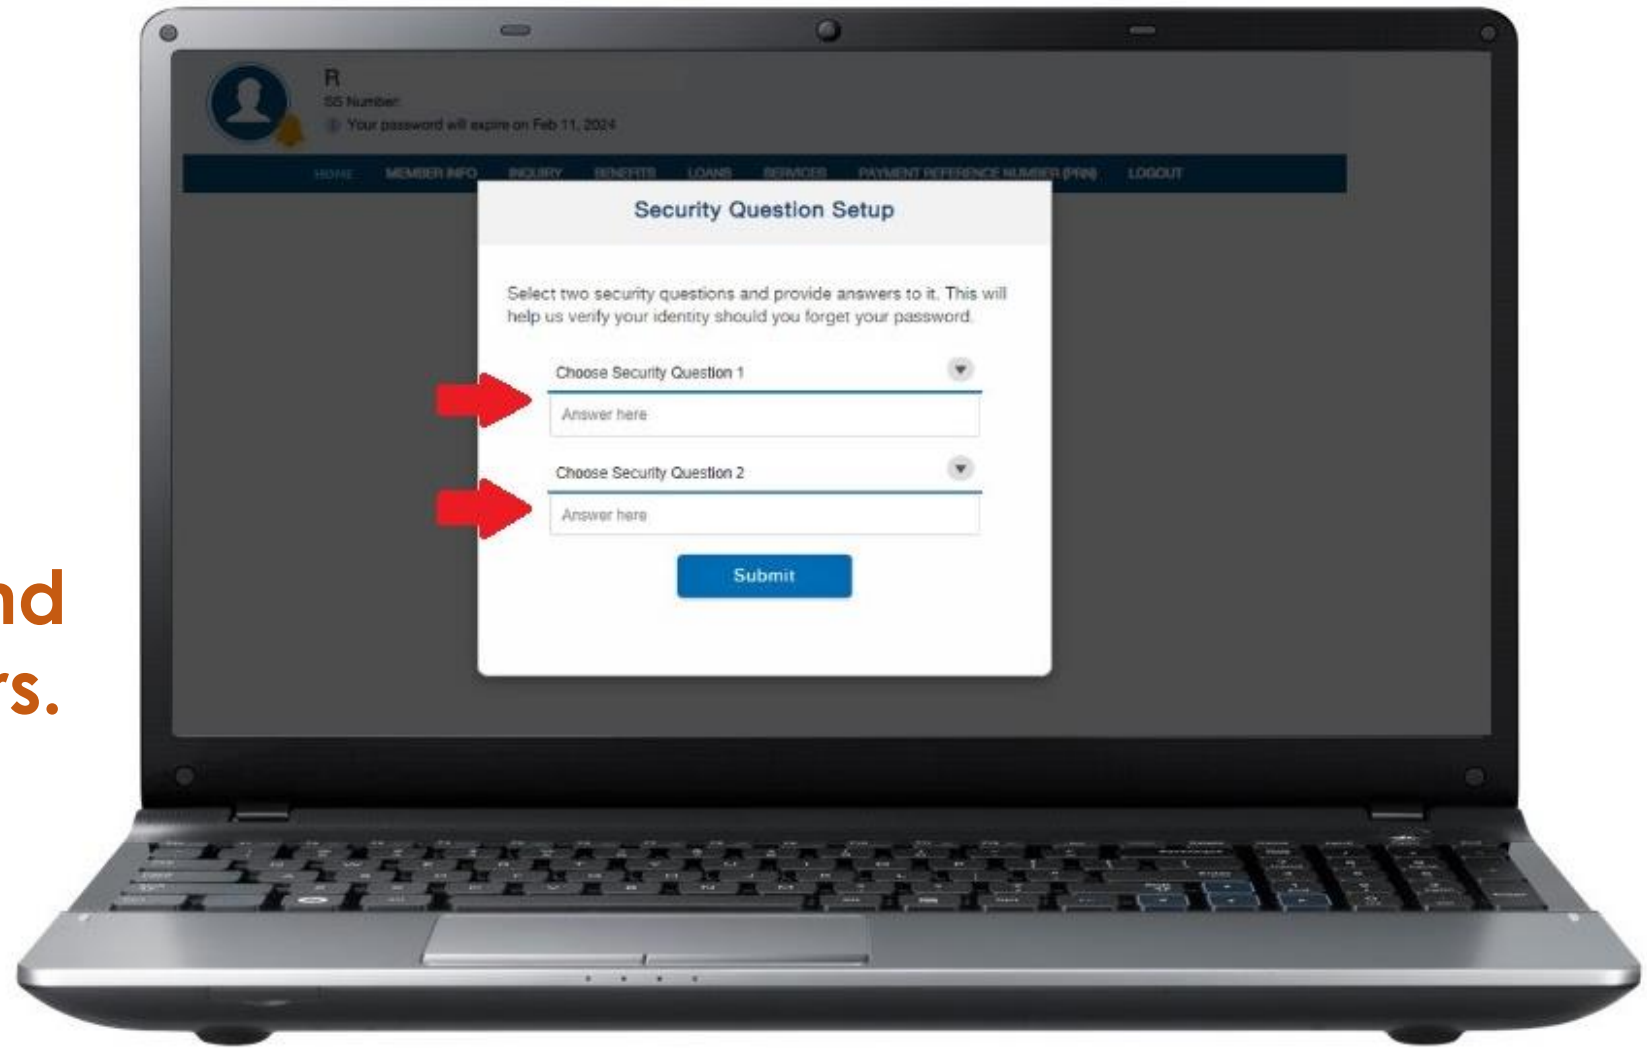 R
SS Number:
Your password will expire on Feb 11, 2024
HOME MEMBER INFO INQUIRY BENEFITS LOANS SERVICES PAYMENT REFERENCE NUMBER (PRN) LOGOUT
Security Question Setup
Select two security questions and provide answers to it. This will
help us verify your identity should you forget your password.
Choose Security Question 1
Answer here
Choose Security Question 2
Answer here
Submit
nd
rs.